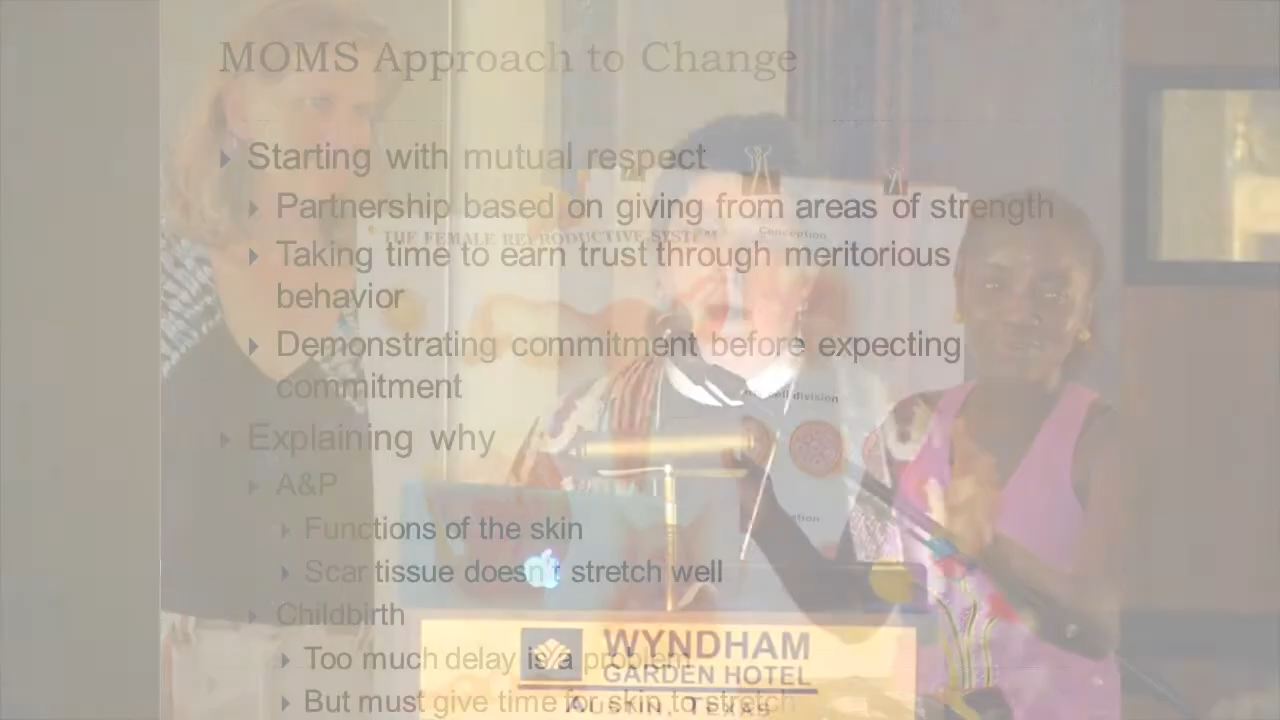 MOMS Approach to Change
Starting with mutual respect
Partnership based on giving from areas of strength
THE FEMALE REPRODUCTIVE SYSTEM
Conception
Taking time to earn trust through meritorious
behavior
Demonstrating commitment before expecting
commitment
cell division
Explaining why
A&P
Functions of the skin
Scar tissue doesn't stretch well
Childbirth
Too much delay is a problem
But must give time for skin to stretch
WYNDHAM
GARDEN HOTEL
AUSTIN, TEXAS